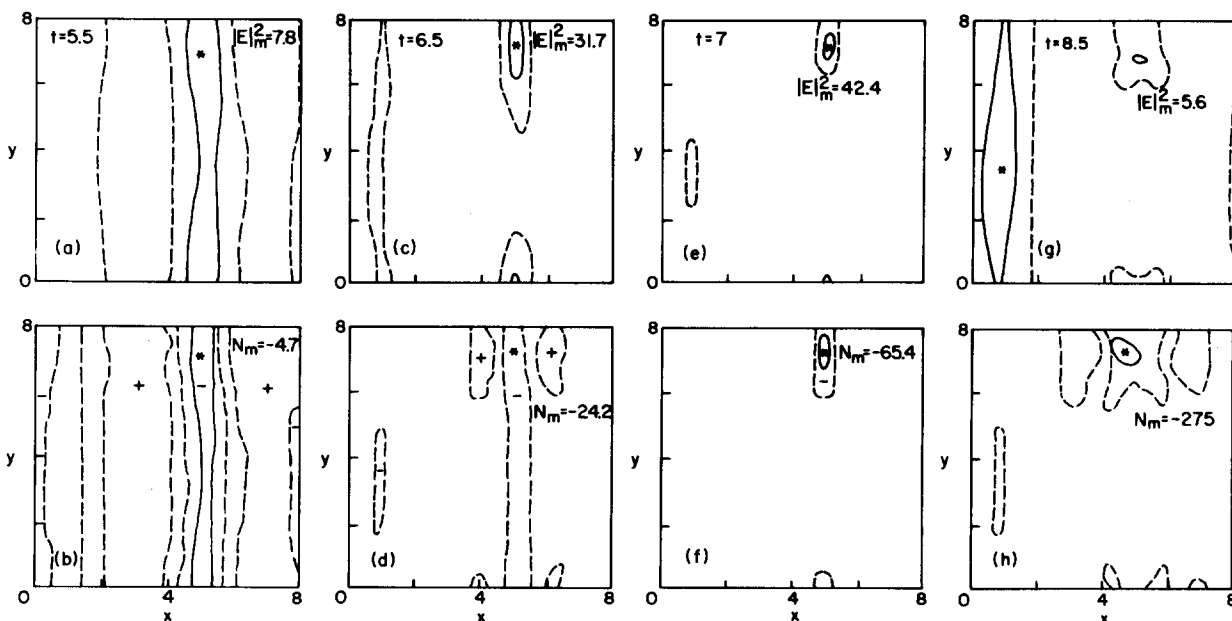 8 t=5.5 |E|²ₘ=7.8
y
(a)
0
8 t=6.5 |E|²ₘ=31.7
y
(c)
0
8 t=7
|E|²ₘ=42.4
y
(e)
0
8 t=8.5
|E|²ₘ=5.6
y
(g)
0 8
8 Nₘ=-4.7
+ +
y
(b)
0 4 8
x
8
+ +
Nₘ=-24.2
y
(d)
0 4 8
x
8 Nₘ=-65.4
y
(f)
0 4 8
x
8
Nₘ=-275
y
(h)
0 4 8
x